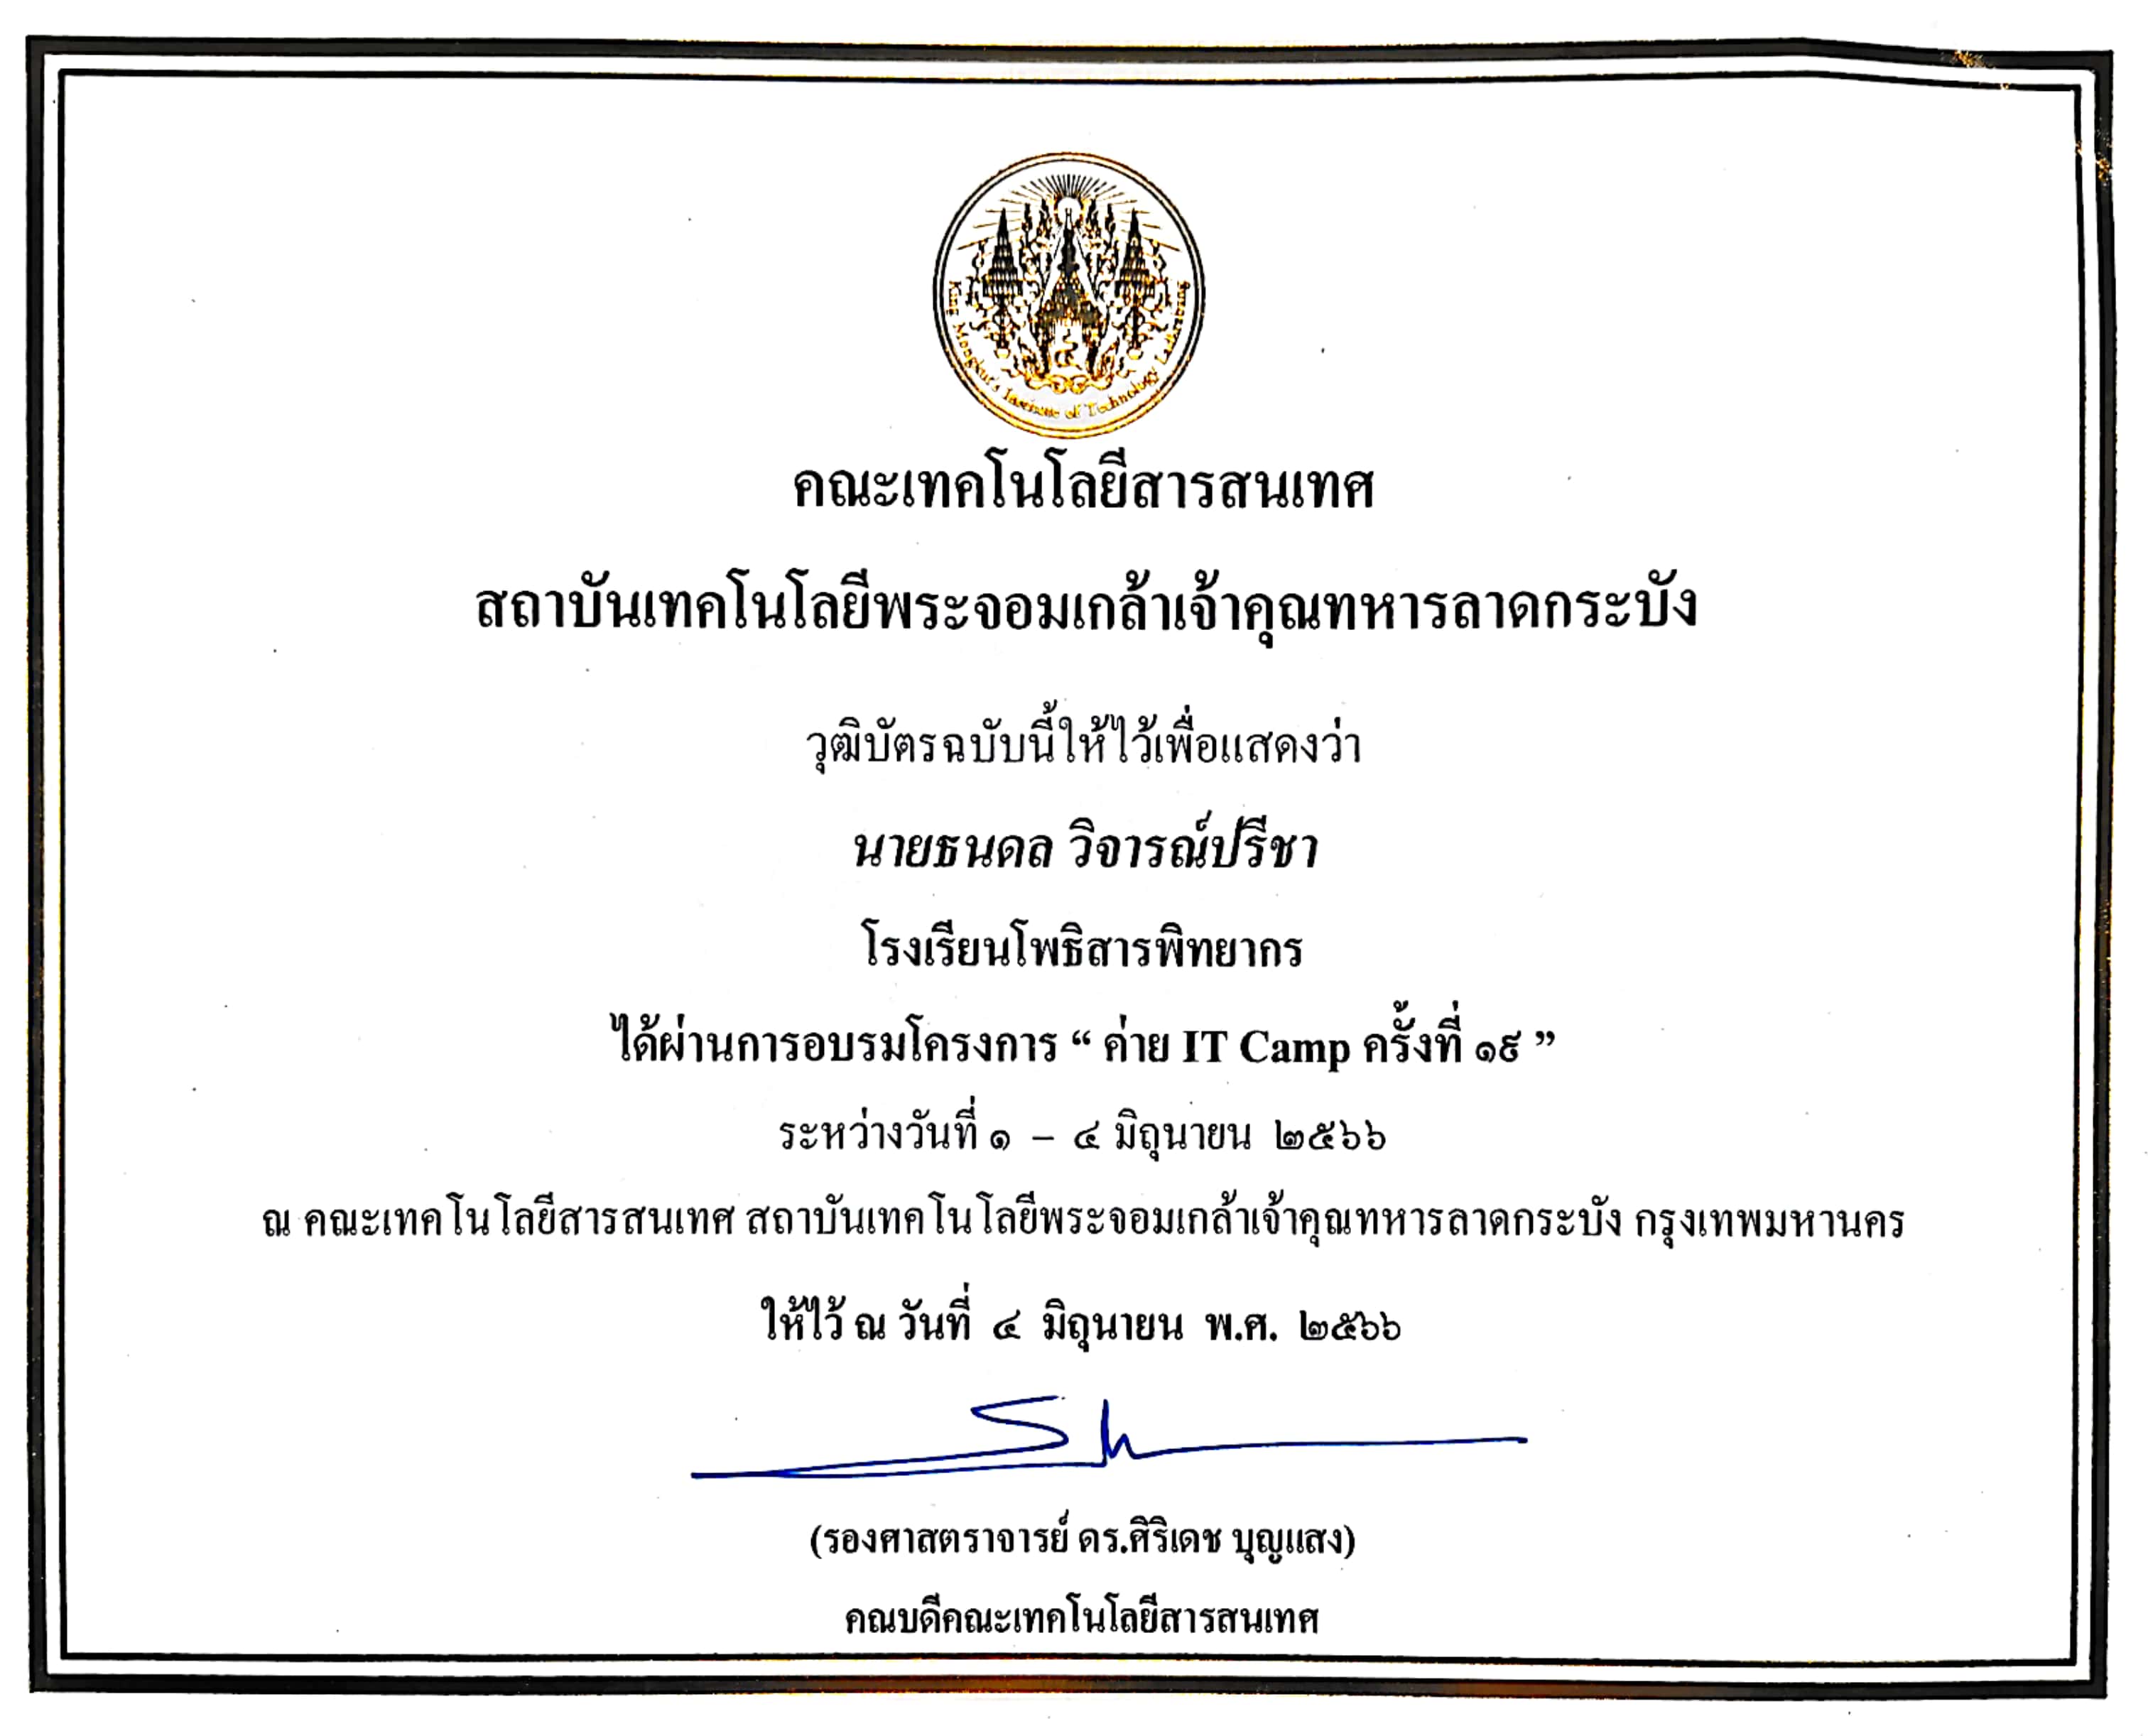 King Mongkut's Institute of Technology Ladkrabang
คณะเทคโนโลยีสารสนเทศ
สถาบันเทคโนโลยีพระจอมเกล้าเจ้าคุณทหารลาดกระบัง
วุฒิบัตรฉบับนี้ให้ไว้เพื่อแสดงว่า
นายธนดล วิจารณ์ปรีชา
โรงเรียนโพธิสารพิทยากร
ได้ผ่านการอบรมโครงการ “ ค่าย IT Camp ครั้งที่ ๑๙ ”
ระหว่างวันที่ ๑ – ๔ มิถุนายน ๒๕๖๖
ณ คณะเทคโนโลยีสารสนเทศ สถาบันเทคโนโลยีพระจอมเกล้าเจ้าคุณทหารลาดกระบัง กรุงเทพมหานคร
ให้ไว้ ณ วันที่ ๔ มิถุนายน พ.ศ. ๒๕๖๖
(รองศาสตราจารย์ ดร.ศิริเดช บุญแสง)
คณบดีคณะเทคโนโลยีสารสนเทศ